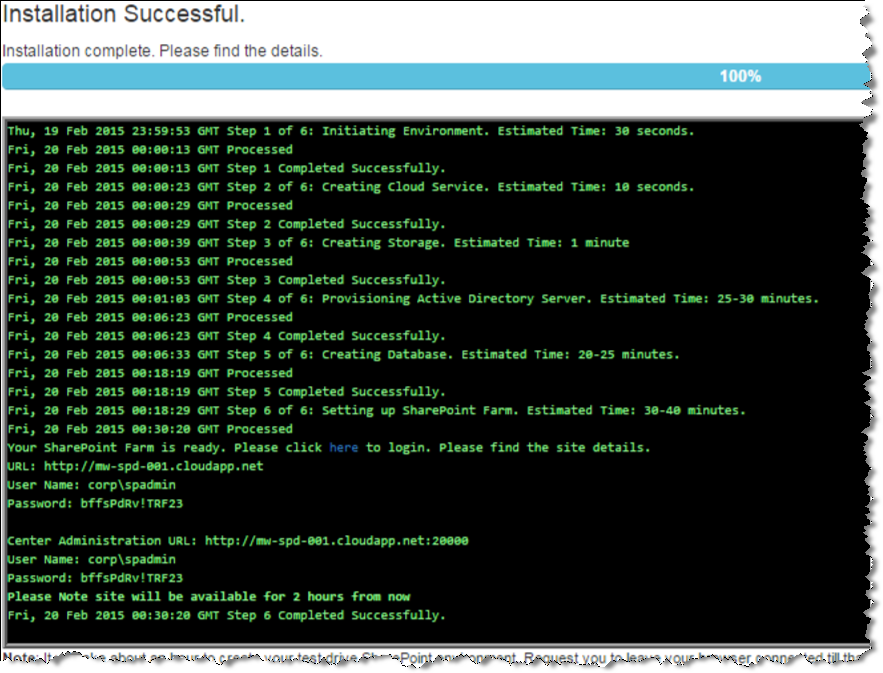 Installation Successful.
Installation complete. Please find the details.
100%
Thu, 19 Feb 2015 23:59:53 GMT Step 1 of 6: Initiating Environment. Estimated Time: 30 seconds.
Fri, 20 Feb 2015 00:00:13 GMT Processed
Fri, 20 Feb 2015 00:00:13 GMT Step 1 Completed Successfully.
Fri, 20 Feb 2015 00:00:23 GMT Step 2 of 6: Creating Cloud Service. Estimated Time: 10 seconds.
Fri, 20 Feb 2015 00:00:29 GMT Processed
Fri, 20 Feb 2015 00:00:29 GMT Step 2 Completed Successfully.
Fri, 20 Feb 2015 00:00:39 GMT Step 3 of 6: Creating Storage. Estimated Time: 1 minute
Fri, 20 Feb 2015 00:00:53 GMT Processed
Fri, 20 Feb 2015 00:00:53 GMT Step 3 Completed Successfully.
Fri, 20 Feb 2015 00:01:03 GMT Step 4 of 6: Provisioning Active Directory Server. Estimated Time: 25-30 minutes.
Fri, 20 Feb 2015 00:06:23 GMT Processed
Fri, 20 Feb 2015 00:06:23 GMT Step 4 Completed Successfully.
Fri, 20 Feb 2015 00:06:33 GMT Step 5 of 6: Creating Database. Estimated Time: 20-25 minutes.
Fri, 20 Feb 2015 00:18:19 GMT Processed
Fri, 20 Feb 2015 00:18:19 GMT Step 5 Completed Successfully.
Fri, 20 Feb 2015 00:18:29 GMT Step 6 of 6: Setting up SharePoint Farm. Estimated Time: 30-40 minutes.
Fri, 20 Feb 2015 00:30:20 GMT Processed
Your SharePoint Farm is ready. Please click here to login. Please find the site details.
URL: http://mw-spd-001.cloudapp.net
User Name: corp\spadmin
Password: bffsPdRv!TRF23
Center Administration URL: http://mw-spd-001.cloudapp.net:20000
User Name: corp\spadmin
Password: bffsPdRv!TRF23
Please Note site will be available for 2 hours from now
Fri, 20 Feb 2015 00:30:20 GMT Step 6 Completed Successfully.
Note: about an hour to create your test drive SharePoint environment. Request you to leave your browser connected till the